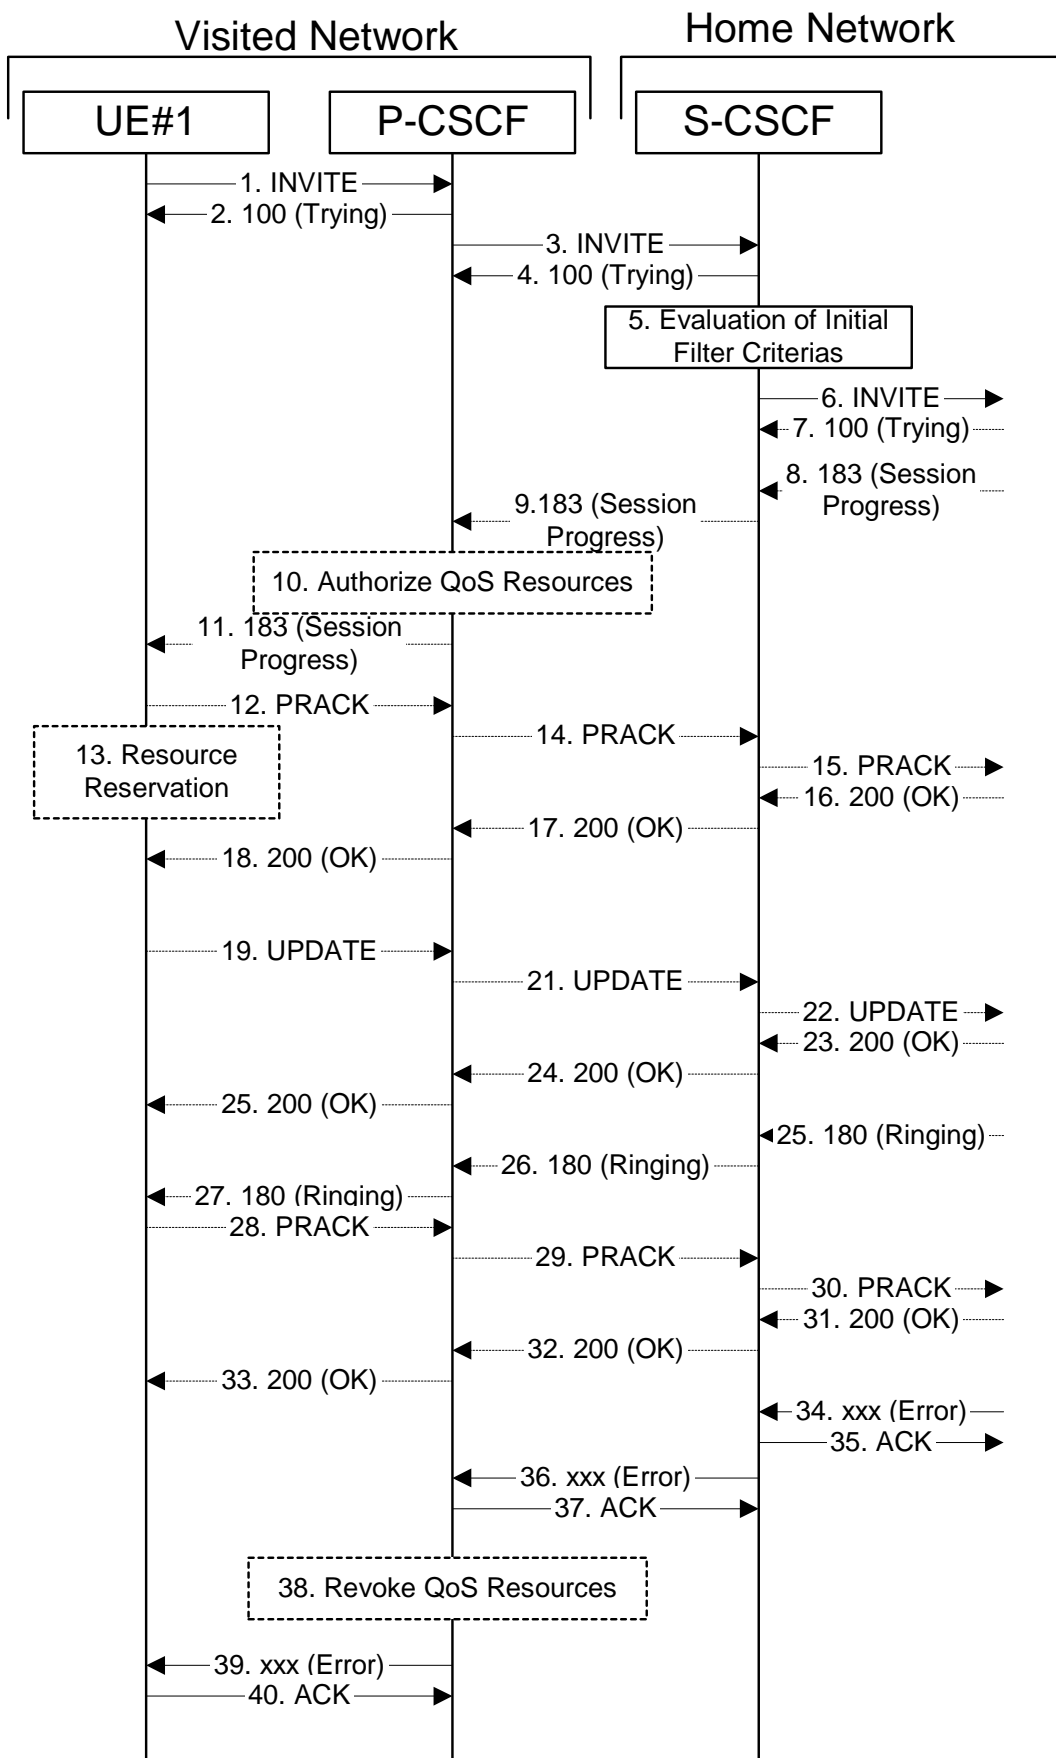 Visited Network
Home Network
UE#1
P-CSCF
S-CSCF
1. INVITE
2. 100 (Trying)
3. INVITE
4. 100 (Trying)
5. Evaluation of Initial
Filter Criterias
6. INVITE
7. 100 (Trying)
8. 183 (Session
Progress)
9.183 (Session
Progress)
10. Authorize QoS Resources
11. 183 (Session
Progress)
12. PRACK
13. Resource
Reservation
14. PRACK
15. PRACK
16. 200 (OK)
17. 200 (OK)
18. 200 (OK)
19. UPDATE
21. UPDATE
22. UPDATE
23. 200 (OK)
24. 200 (OK)
25. 200 (OK)
25. 180 (Ringing)
26. 180 (Ringing)
27. 180 (Ringing)
28. PRACK
29. PRACK
30. PRACK
31. 200 (OK)
32. 200 (OK)
33. 200 (OK)
34. xxx (Error)
35. ACK
36. xxx (Error)
37. ACK
38. Revoke QoS Resources
39. xxx (Error)
40. ACK